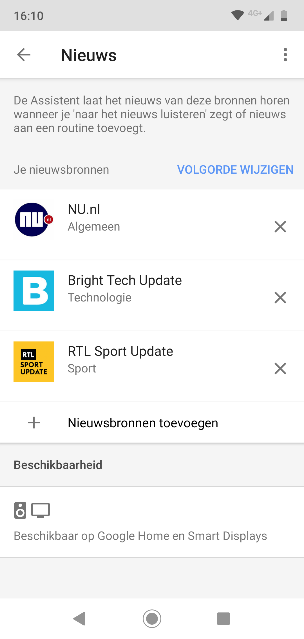 16:10
4G+
Nieuws
De Assistent laat het nieuws van deze bronnen horen
wanneer je 'naar het nieuws luisteren' zegt of nieuws
aan een routine toevoegt.
Je nieuwsbronnen VOLGORDE WIJZIGEN
NU.nl
Algemeen
NU
Bright Tech Update
Technologie
B
RTL Sport Update
Sport
RTL
SPORT
UPDATE
Nieuwsbronnen toevoegen
Beschikbaarheid
Beschikbaar op Google Home en Smart Displays